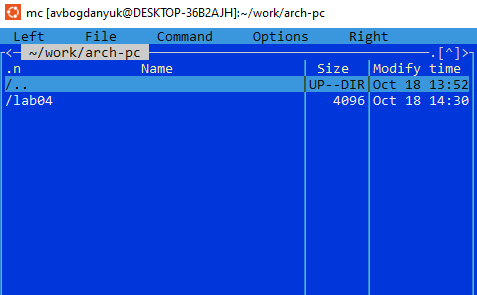 mc [avbogdanyuk@DESKTOP-36B2AJH]:~/work/arch-pc
Left File Command Options Right
<- ~/work/arch-pc .[^]>
.n Name Size Modify time
/.. UP--DIR Oct 18 13:52
/lab04 4096 Oct 18 14:30